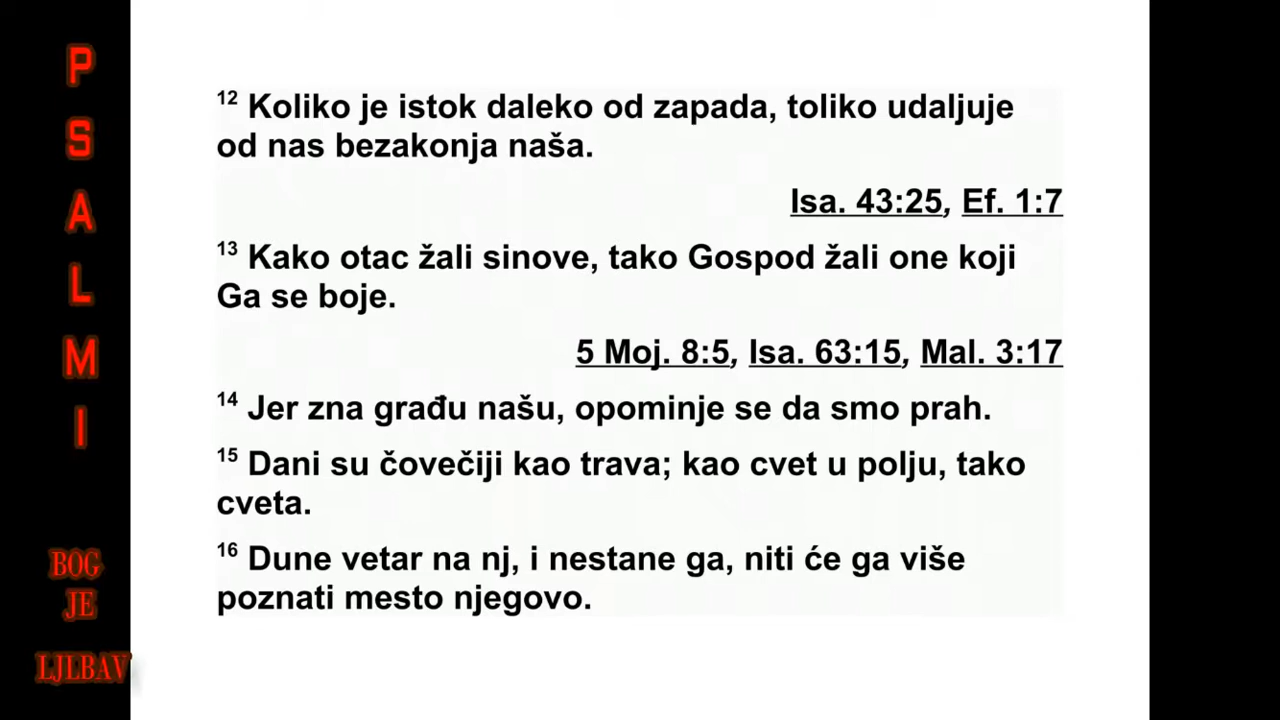 PSALMI
BOG
JE
LJLBAV
12 Koliko je istok daleko od zapada, toliko udaljuje
od nas bezakonja naša.
Isa. 43:25, Ef. 1:7
13 Kako otac žali sinove, tako Gospod žali one koji
Ga se boje.
5 Moj. 8:5, Isa. 63:15, Mal. 3:17
14 Jer zna građu našu, opominje se da smo prah.
15 Dani su čovečiji kao trava; kao cvet u polju, tako
cveta.
16 Dune vetar na nj, i nestane ga, niti će ga više
poznati mesto njegovo.